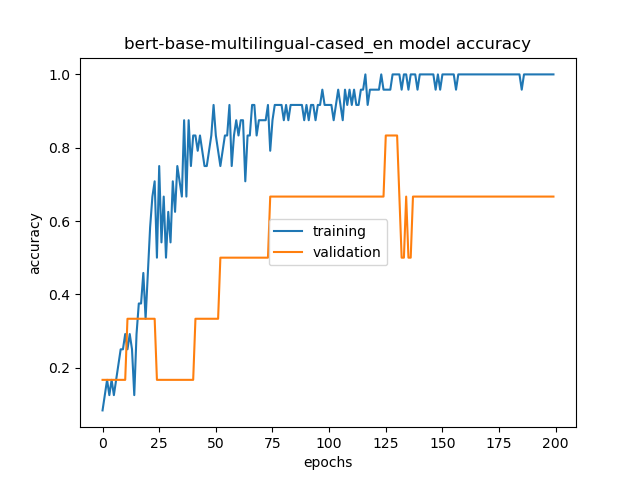 bert-base-multilingual-cased_en model accuracy
1.0
0.8
0.6
0.4
0.2
accuracy
training
validation
0 25 50 75 100 125 150 175 200
epochs